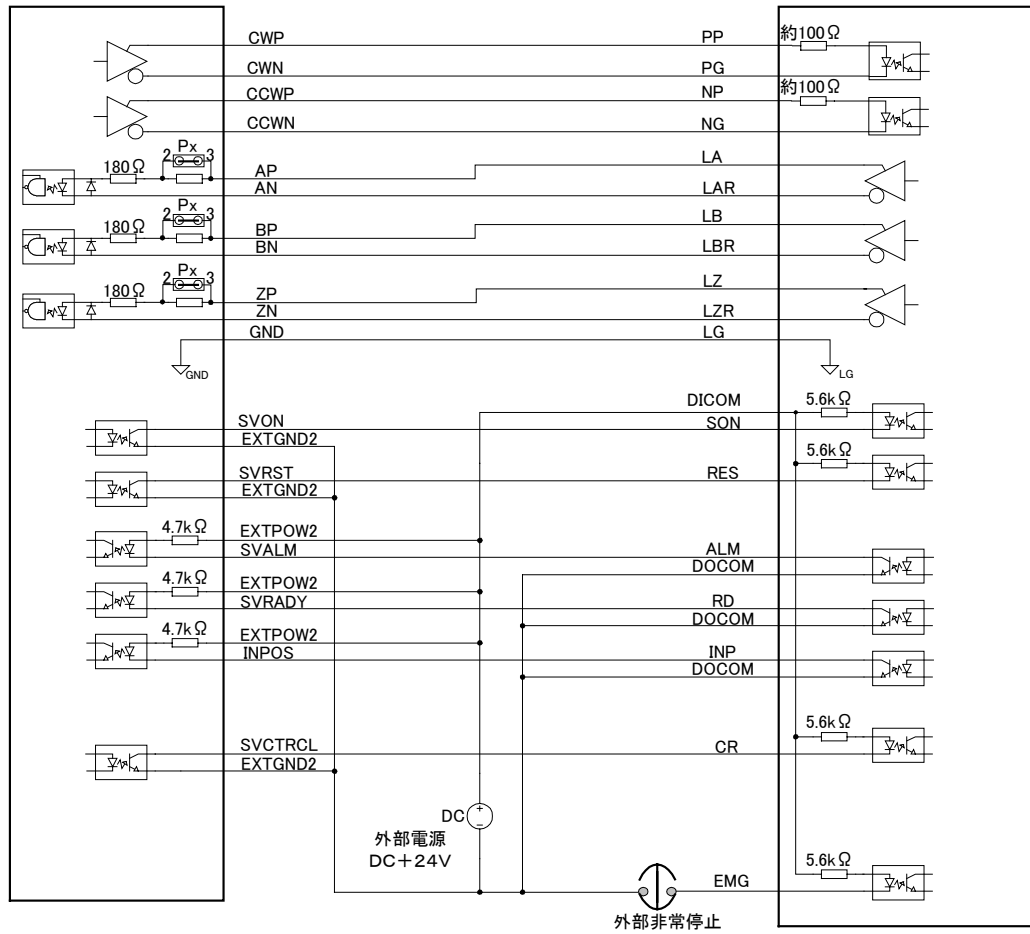 CWP PP 約100Ω
CWN PG
CCWP NP 約100Ω
CCWN NG
180Ω 2 Px 3 AP LA
AN LAR
180Ω 2 Px 3 BP LB
BN LBR
180Ω 2 Px 3 ZP LZ
ZN LZR
GND LG
GND LG
DICOM 5.6kΩ
SVON SON
EXTGND2
5.6kΩ
SVRST RES
EXTGND2
4.7kΩ EXTPOW2
SVALM ALM
DOCOM
4.7kΩ EXTPOW2
SVRADY RD
DOCOM
4.7kΩ EXTPOW2
INPOS INP
DOCOM
5.6kΩ
SVCTRCL CR
EXTGND2
DC + −
外部電源
DC+24V
5.6kΩ
EMG
外部非常停止